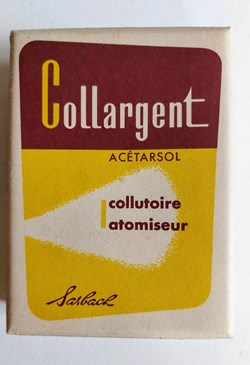 Collargent
ACÉTARSOL
collutoire
atomiseur
Sarbach